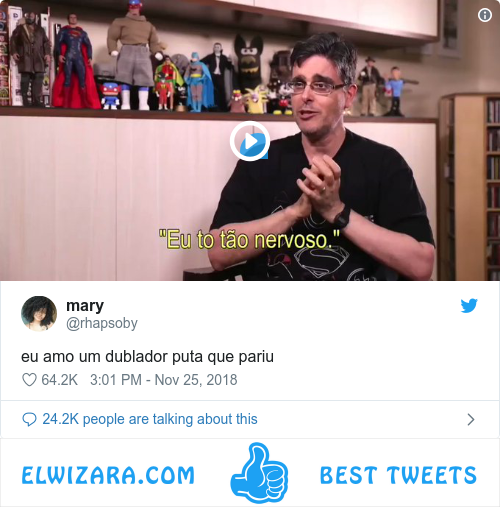 "Eu to tão nervoso."
mary
@rhapsoby
eu amo um dublador puta que pariu
64.2K 3:01 PM - Nov 25, 2018
24.2K people are talking about this
ELWIZARA.COM BEST TWEETS